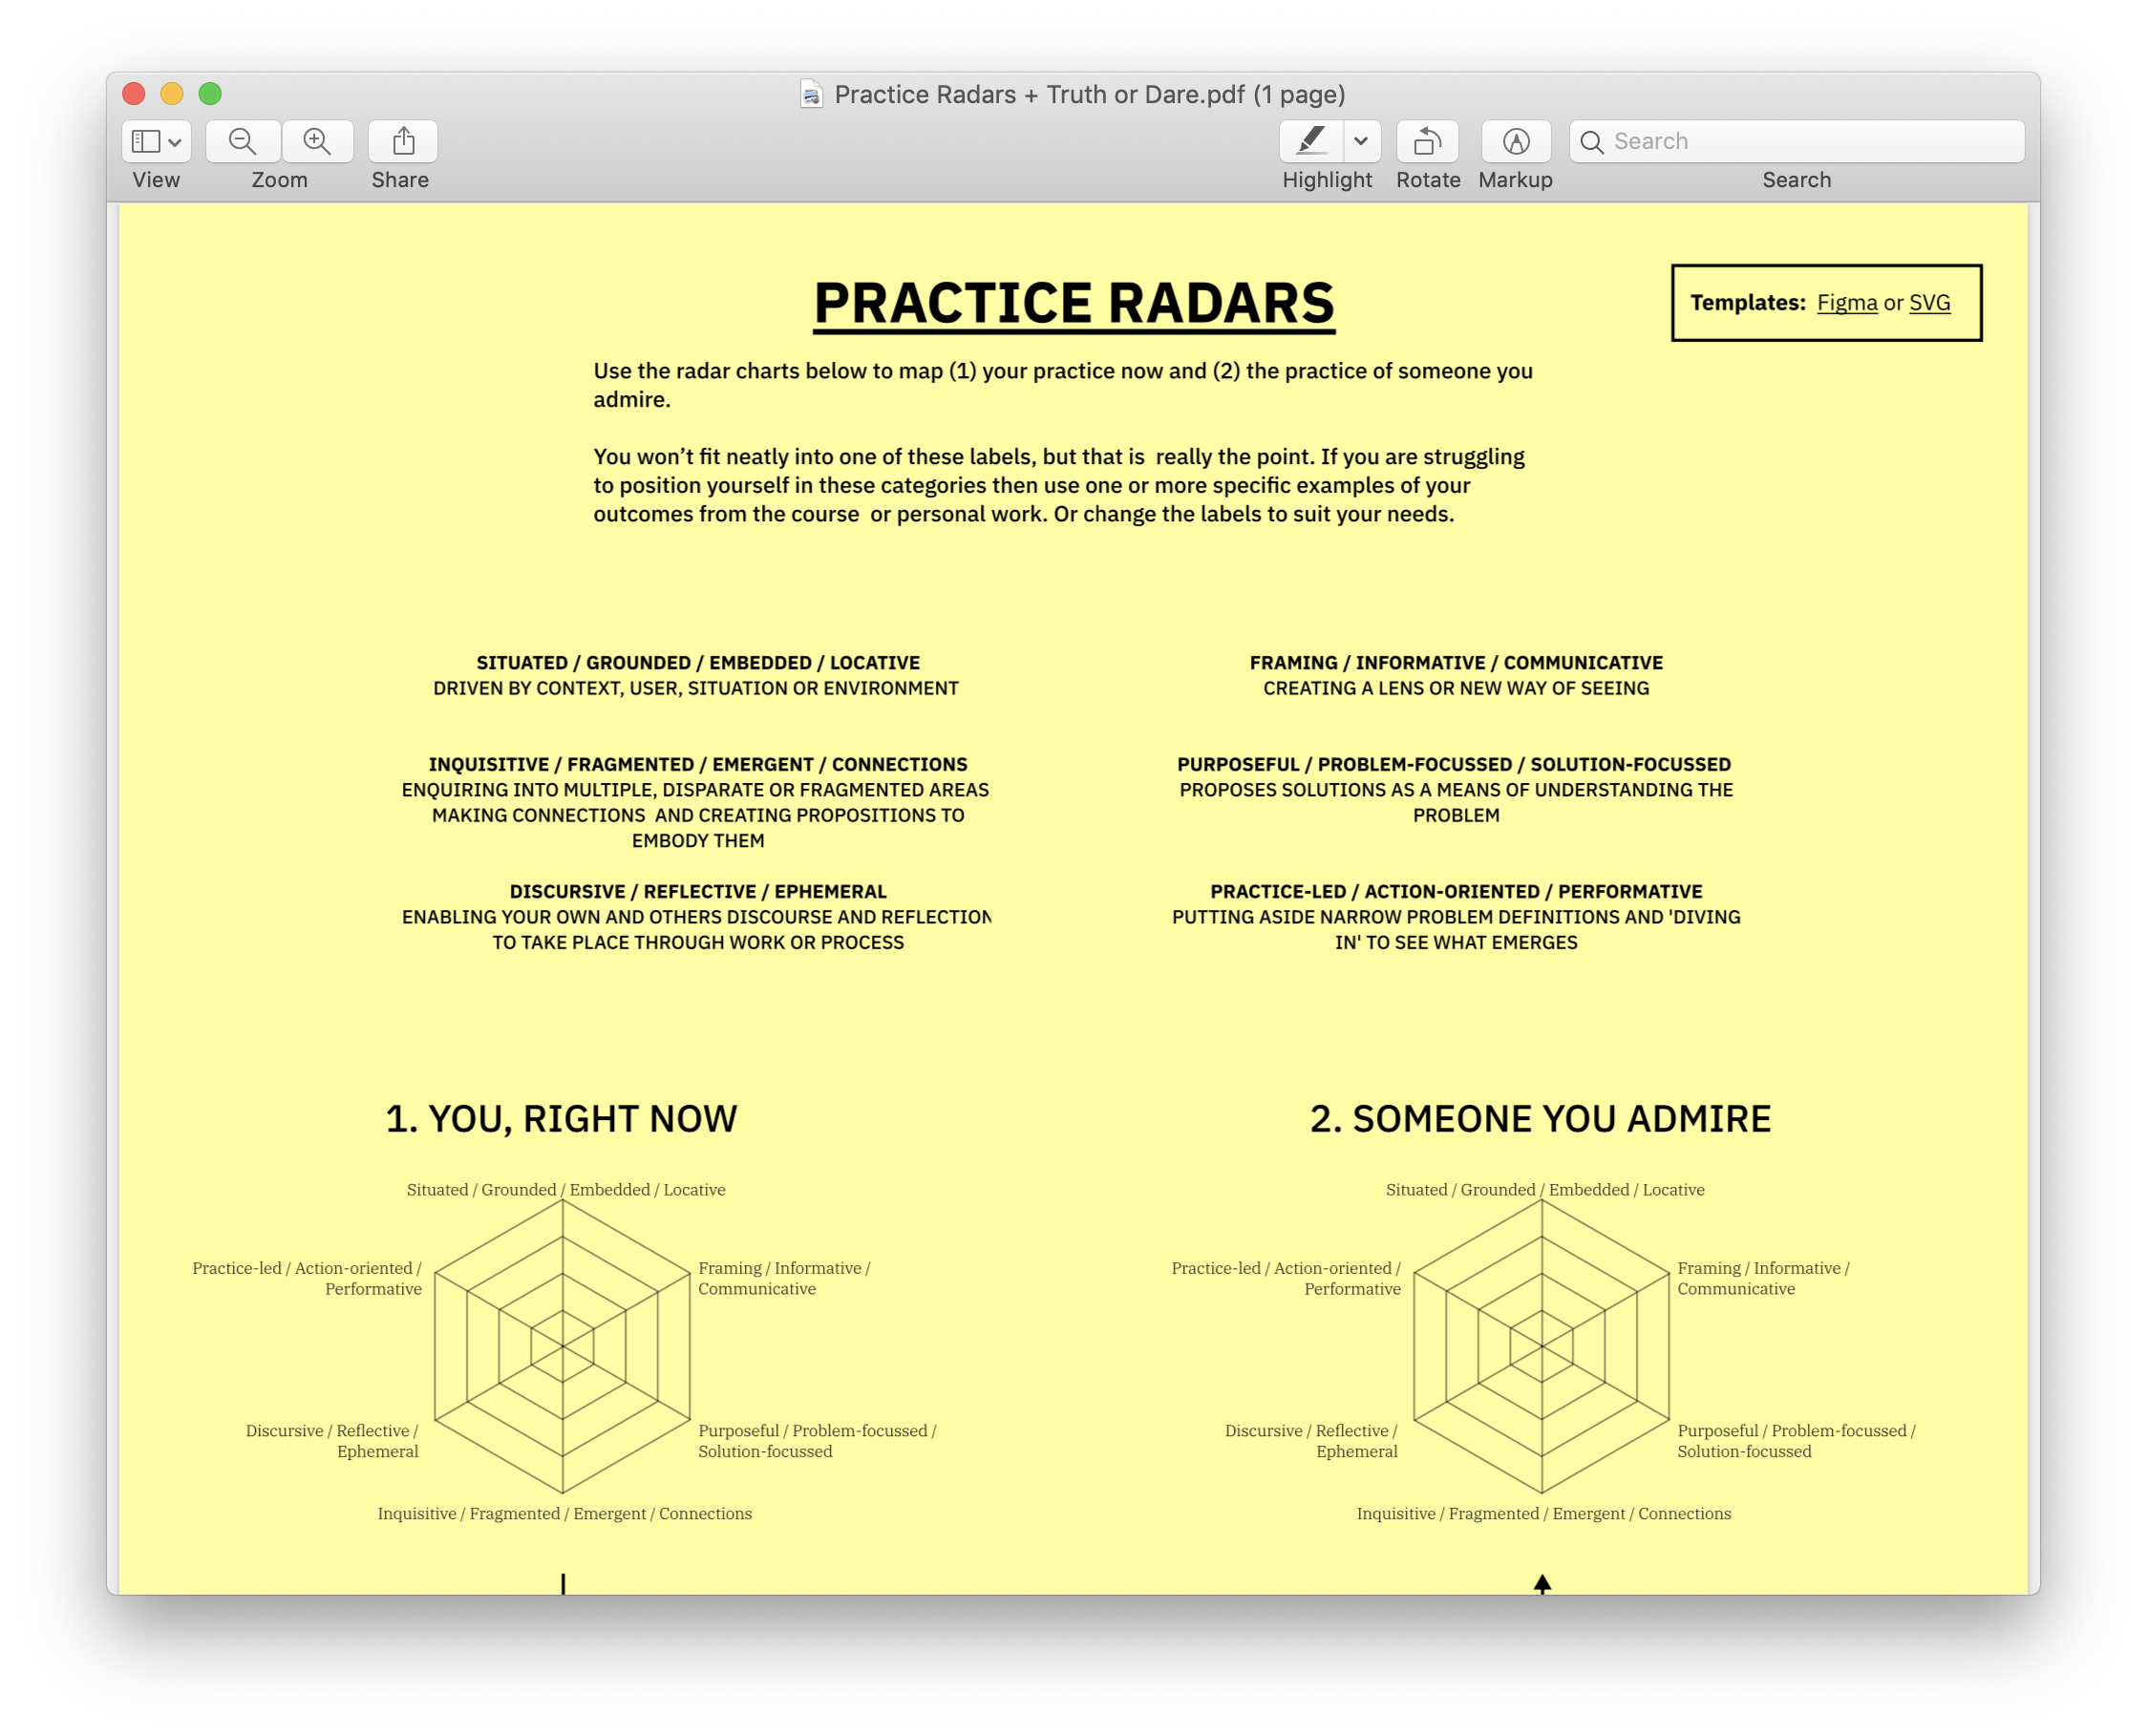 Practice Radars + Truth or Dare.pdf (1 page)
View Zoom Share Highlight Rotate Markup Search
Search
PRACTICE RADARS
Templates: Figma or SVG
Use the radar charts below to map (1) your practice now and (2) the practice of someone you
admire.
You won’t fit neatly into one of these labels, but that is  really the point. If you are struggling
to position yourself in these categories then use one or more specific examples of your
outcomes from the course  or personal work. Or change the labels to suit your needs.
SITUATED / GROUNDED / EMBEDDED / LOCATIVE
DRIVEN BY CONTEXT, USER, SITUATION OR ENVIRONMENT
INQUISITIVE / FRAGMENTED / EMERGENT / CONNECTIONS
ENQUIRING INTO MULTIPLE, DISPARATE OR FRAGMENTED AREAS
MAKING CONNECTIONS  AND CREATING PROPOSITIONS TO
EMBODY THEM
DISCURSIVE / REFLECTIVE / EPHEMERAL
ENABLING YOUR OWN AND OTHERS DISCOURSE AND REFLECTION
TO TAKE PLACE THROUGH WORK OR PROCESS
FRAMING / INFORMATIVE / COMMUNICATIVE
CREATING A LENS OR NEW WAY OF SEEING
PURPOSEFUL / PROBLEM-FOCUSSED / SOLUTION-FOCUSSED
PROPOSES SOLUTIONS AS A MEANS OF UNDERSTANDING THE
PROBLEM
PRACTICE-LED / ACTION-ORIENTED / PERFORMATIVE
PUTTING ASIDE NARROW PROBLEM DEFINITIONS AND 'DIVING
IN' TO SEE WHAT EMERGES
1. YOU, RIGHT NOW
Situated / Grounded / Embedded / Locative
Practice-led / Action-oriented /
Performative
Framing / Informative /
Communicative
Discursive / Reflective /
Ephemeral
Purposeful / Problem-focussed /
Solution-focussed
Inquisitive / Fragmented / Emergent / Connections
2. SOMEONE YOU ADMIRE
Situated / Grounded / Embedded / Locative
Practice-led / Action-oriented /
Performative
Framing / Informative /
Communicative
Discursive / Reflective /
Ephemeral
Purposeful / Problem-focussed /
Solution-focussed
Inquisitive / Fragmented / Emergent / Connections